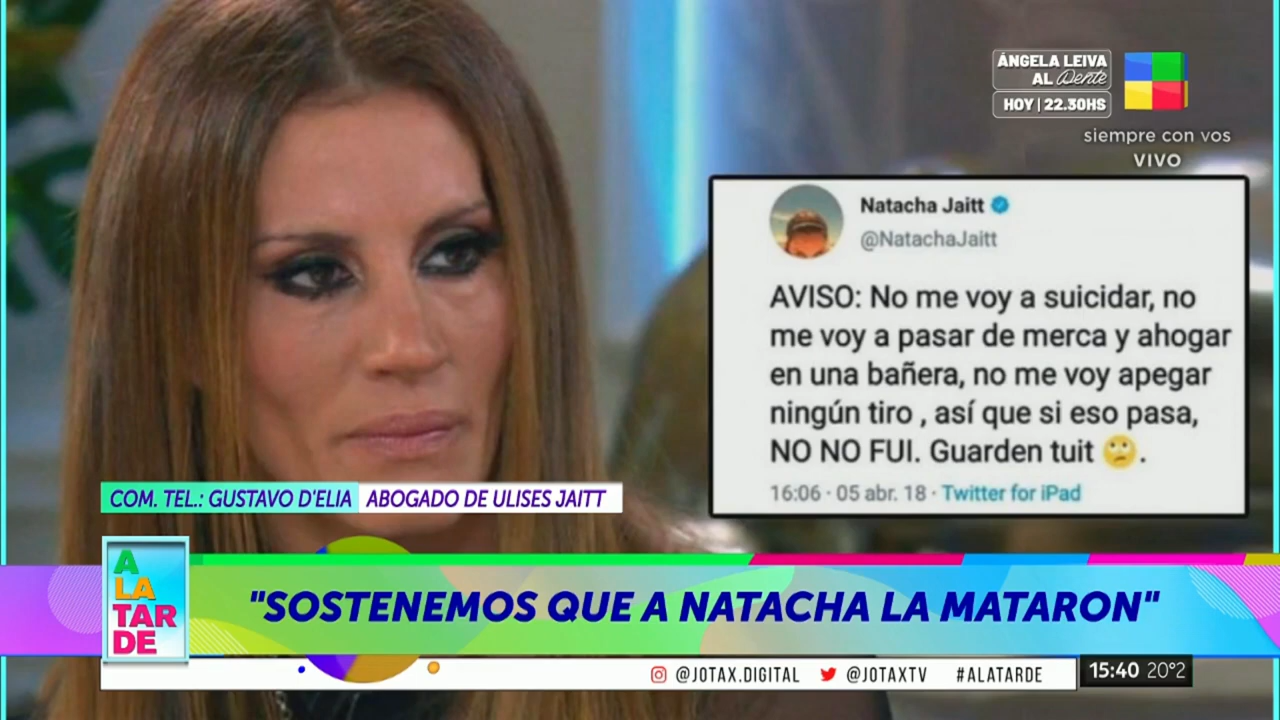 ÁNGELA LEIVA
AL Dente
HOY | 22.30HS
siempre con vos
VIVO
Natacha Jaitt
@NatachaJaitt
AVISO: No me voy a suicidar, no
me voy a pasar de merca y ahogar
en una bañera, no me voy apegar
ningún tiro , así que si eso pasa,
NO NO FUI. Guarden tuit 🙄.
16:06 · 05 abr. 18 · Twitter for iPad
COM. TEL.: GUSTAVO D'ELIA ABOGADO DE ULISES JAITT
A
LA
TAR
DE
"SOSTENEMOS QUE A NATACHA LA MATARON"
@JOTAX.DIGITAL @JOTAXTV #ALATARDE
15:40 20º2